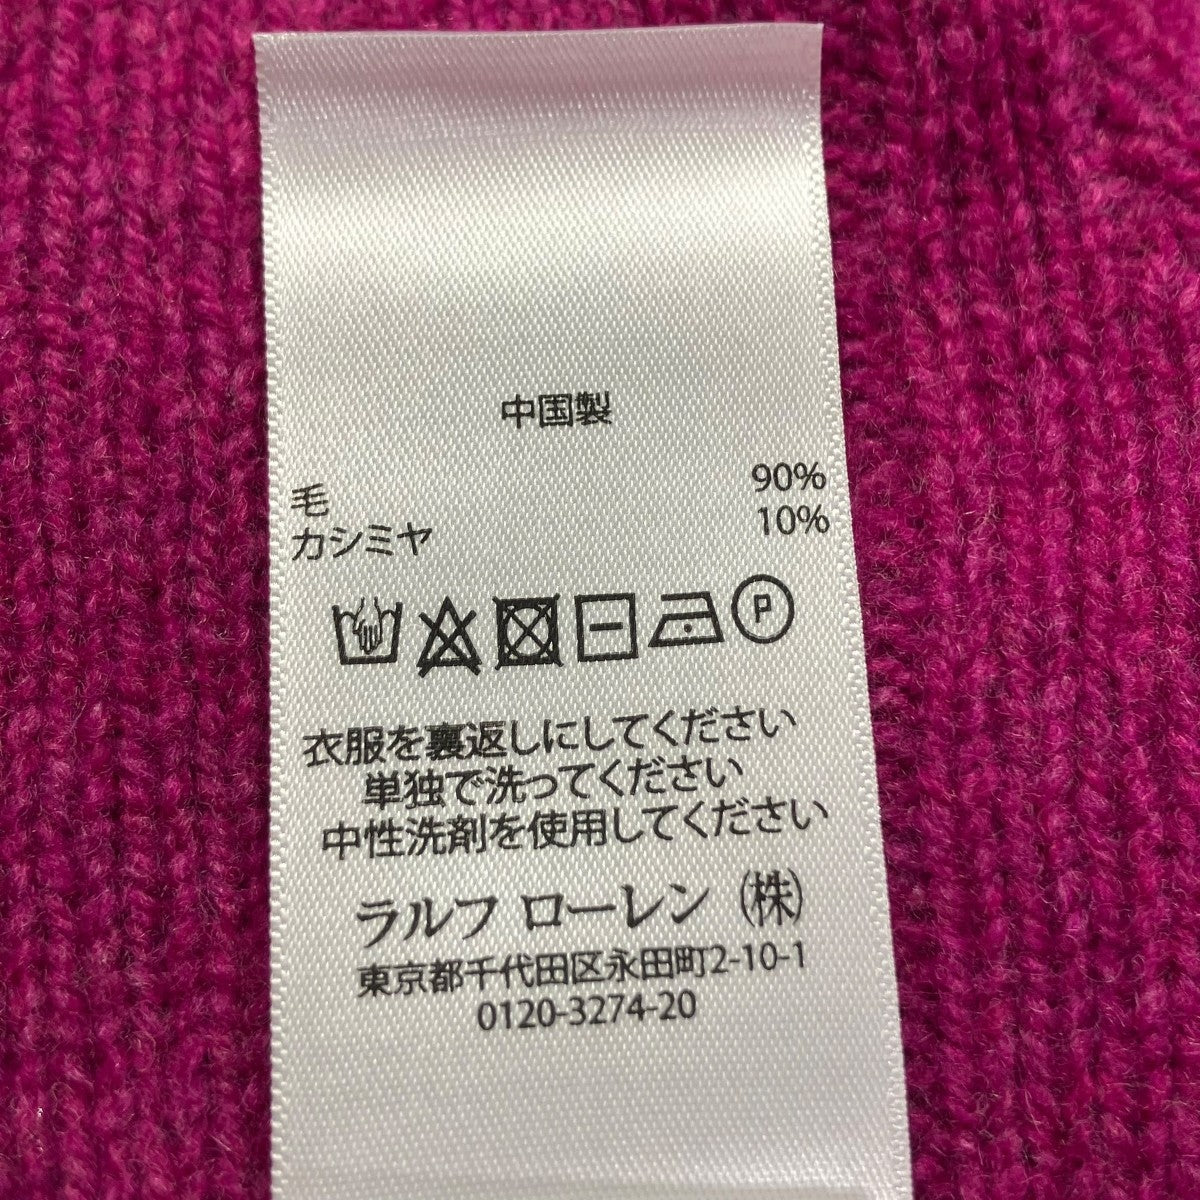 中国製
毛 90%
カシミヤ 10%
P
衣服を裏返しにしてください
単独で洗ってください
中性洗剤を使用してください
ラルフ ローレン (株)
東京都千代田区永田町2-10-1
0120-3274-20